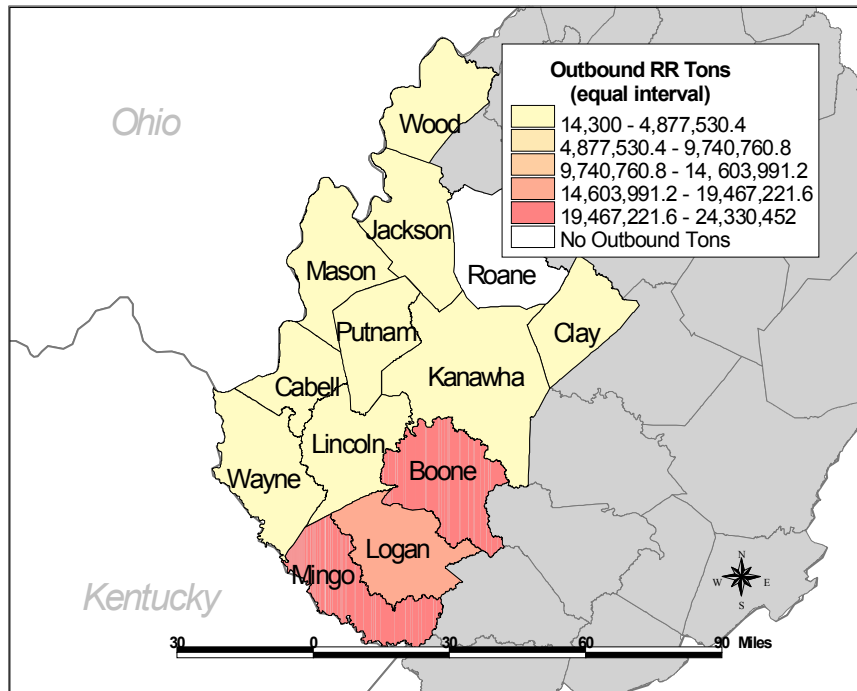 Outbound RR Tons
(equal interval)
14,300 - 4,877,530.4
4,877,530.4 - 9,740,760.8
9,740,760.8 - 14, 603,991.2
14,603,991.2 - 19,467,221.6
19,467,221.6 - 24,330,452
No Outbound Tons
Ohio
Wood
Jackson
Roane
Mason
Putnam
Clay
Cabell
Kanawha
Lincoln
Boone
Wayne
Logan
Mingo
Kentucky
N
W E
S
30 0 30 60 90 Miles